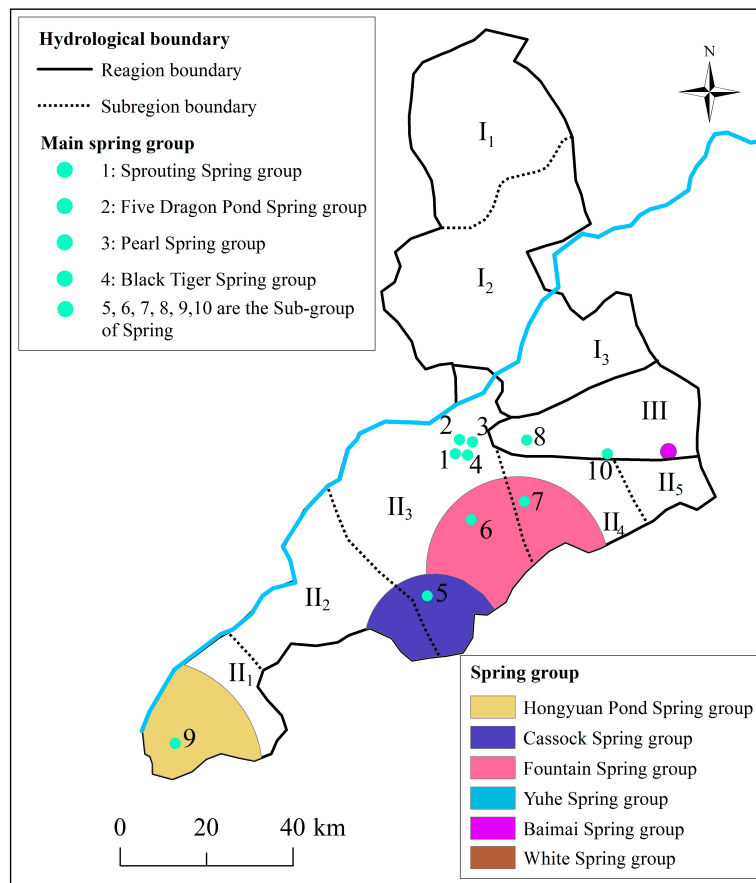 Hydrological boundary
Reagion boundary
Subregion boundary
Main spring group
1: Sprouting Spring group
2: Five Dragon Pond Spring group
3: Pearl Spring group
4: Black Tiger Spring group
5, 6, 7, 8, 9,10 are the Sub-group
of Spring
N
I1
I2
I3
III
2
3
8
1
4
10
II5
II3
7
6
II4
5
II2
II1
9
0 20 40 km
Spring group
Hongyuan Pond Spring group
Cassock Spring group
Fountain Spring group
Yuhe Spring group
Baimai Spring group
White Spring group